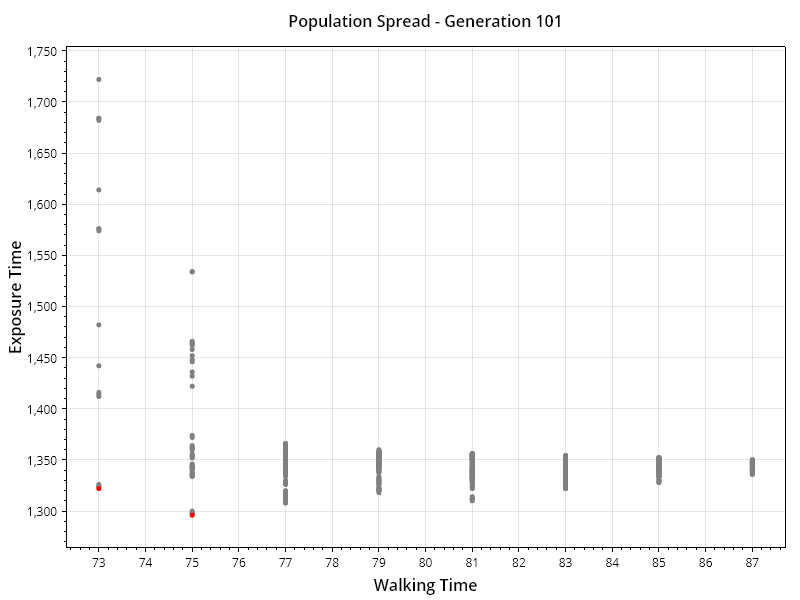 Population Spread - Generation 101
1,750
1,700
1,650
1,600
1,550
1,500
1,450
1,400
1,350
1,300
Exposure Time
73 74 75 76 77 79 80 81 82 83 84 85 86 87
Walking Time